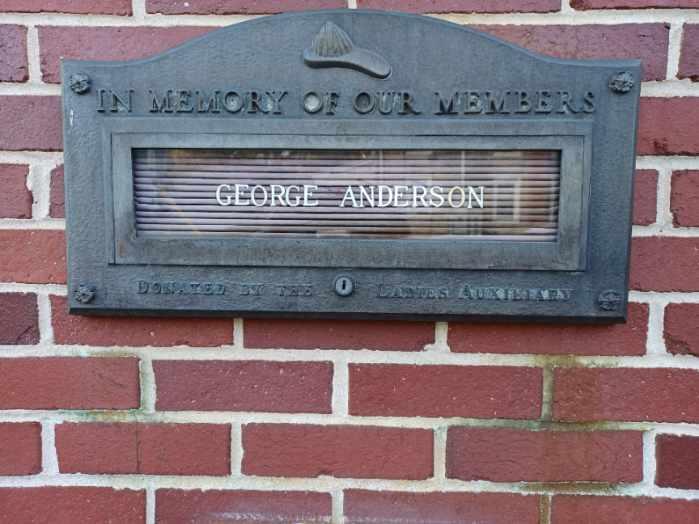 IN MEMORY OF OUR MEMBERS
GEORGE ANDERSON
DONATED BY THE LADIES AUXILIARY